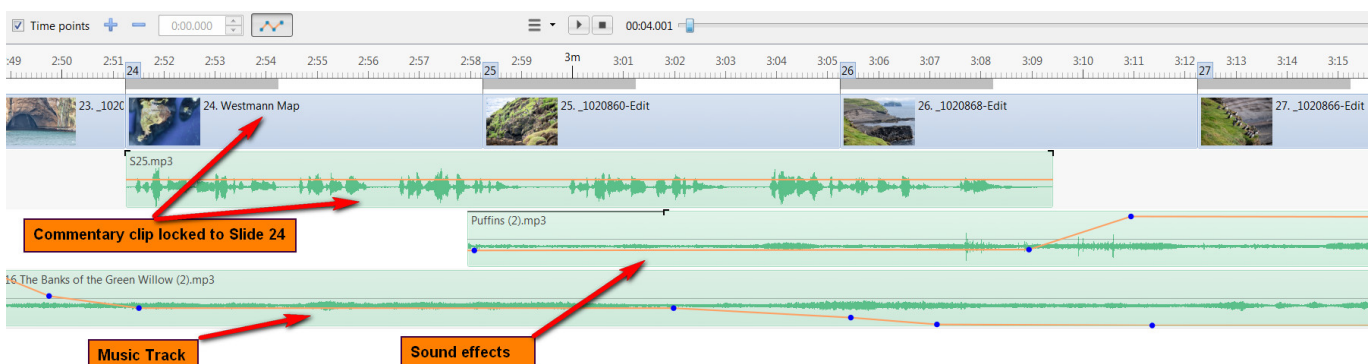 Time points
0:00.000
00:04.001
:49 2:50 2:51 2:52 2:53 2:54 2:55 2:56 2:57 2:58 2:59 3m 3:01 3:02 3:03 3:04 3:05 3:06 3:07 3:08 3:09 3:10 3:11 3:12 3:13 3:14 3:15
24 25 26 27
23. _1020 24. Westmann Map 25. _1020860-Edit 26. _1020868-Edit 27. _1020866-Edit
S25.mp3
Commentary clip locked to Slide 24
Puffins (2).mp3
16 The Banks of the Green Willow (2).mp3
Music Track
Sound effects